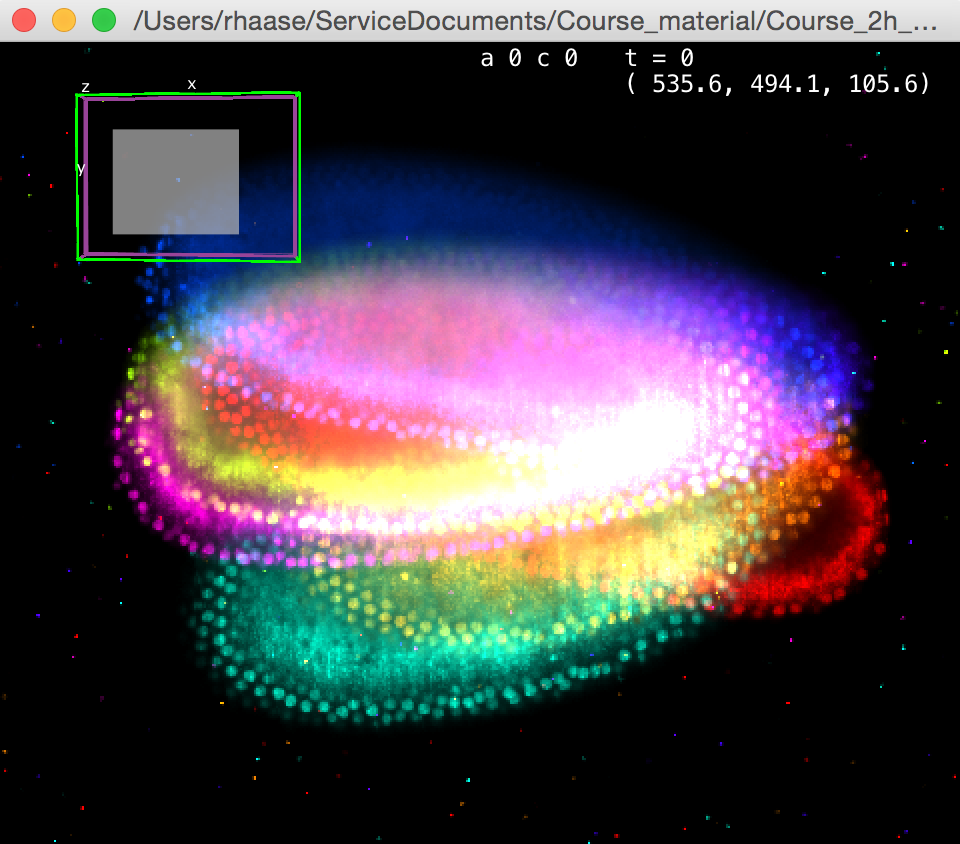 /Users/rhaase/ServiceDocuments/Course_material/Course_2h_...
a 0 c 0 t = 0
( 535.6, 494.1, 105.6)
z x
y